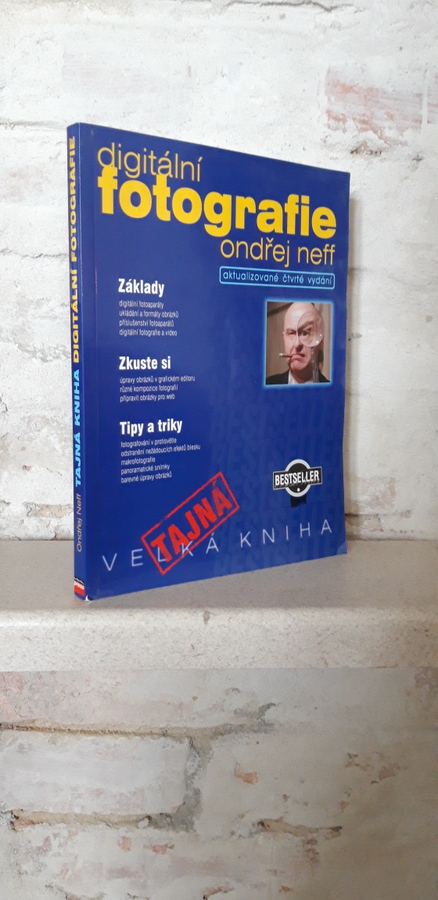 digitální
fotografie
ondřej neff
aktualizované čtvrté vydání
Základy
digitální fotoaparáty
ukládání a formáty obrázků
příslušenství fotoaparátů
digitální fotografie a video
Zkuste si
úpravy obrázků v grafickém editoru
různé kompozice fotografií
připravit obrázky pro web
Tipy a triky
fotografování v protisvětle
odstranění nežádoucích efektů blesku
makrofotografie
panoramatické snímky
barevné úpravy obrázků
BESTSELLER
TAJNÁ
VELKÁ KNIHA
Ondřej Neff TAJNÁ KNIHA DIGITÁLNÍ FOTOGRAFIE